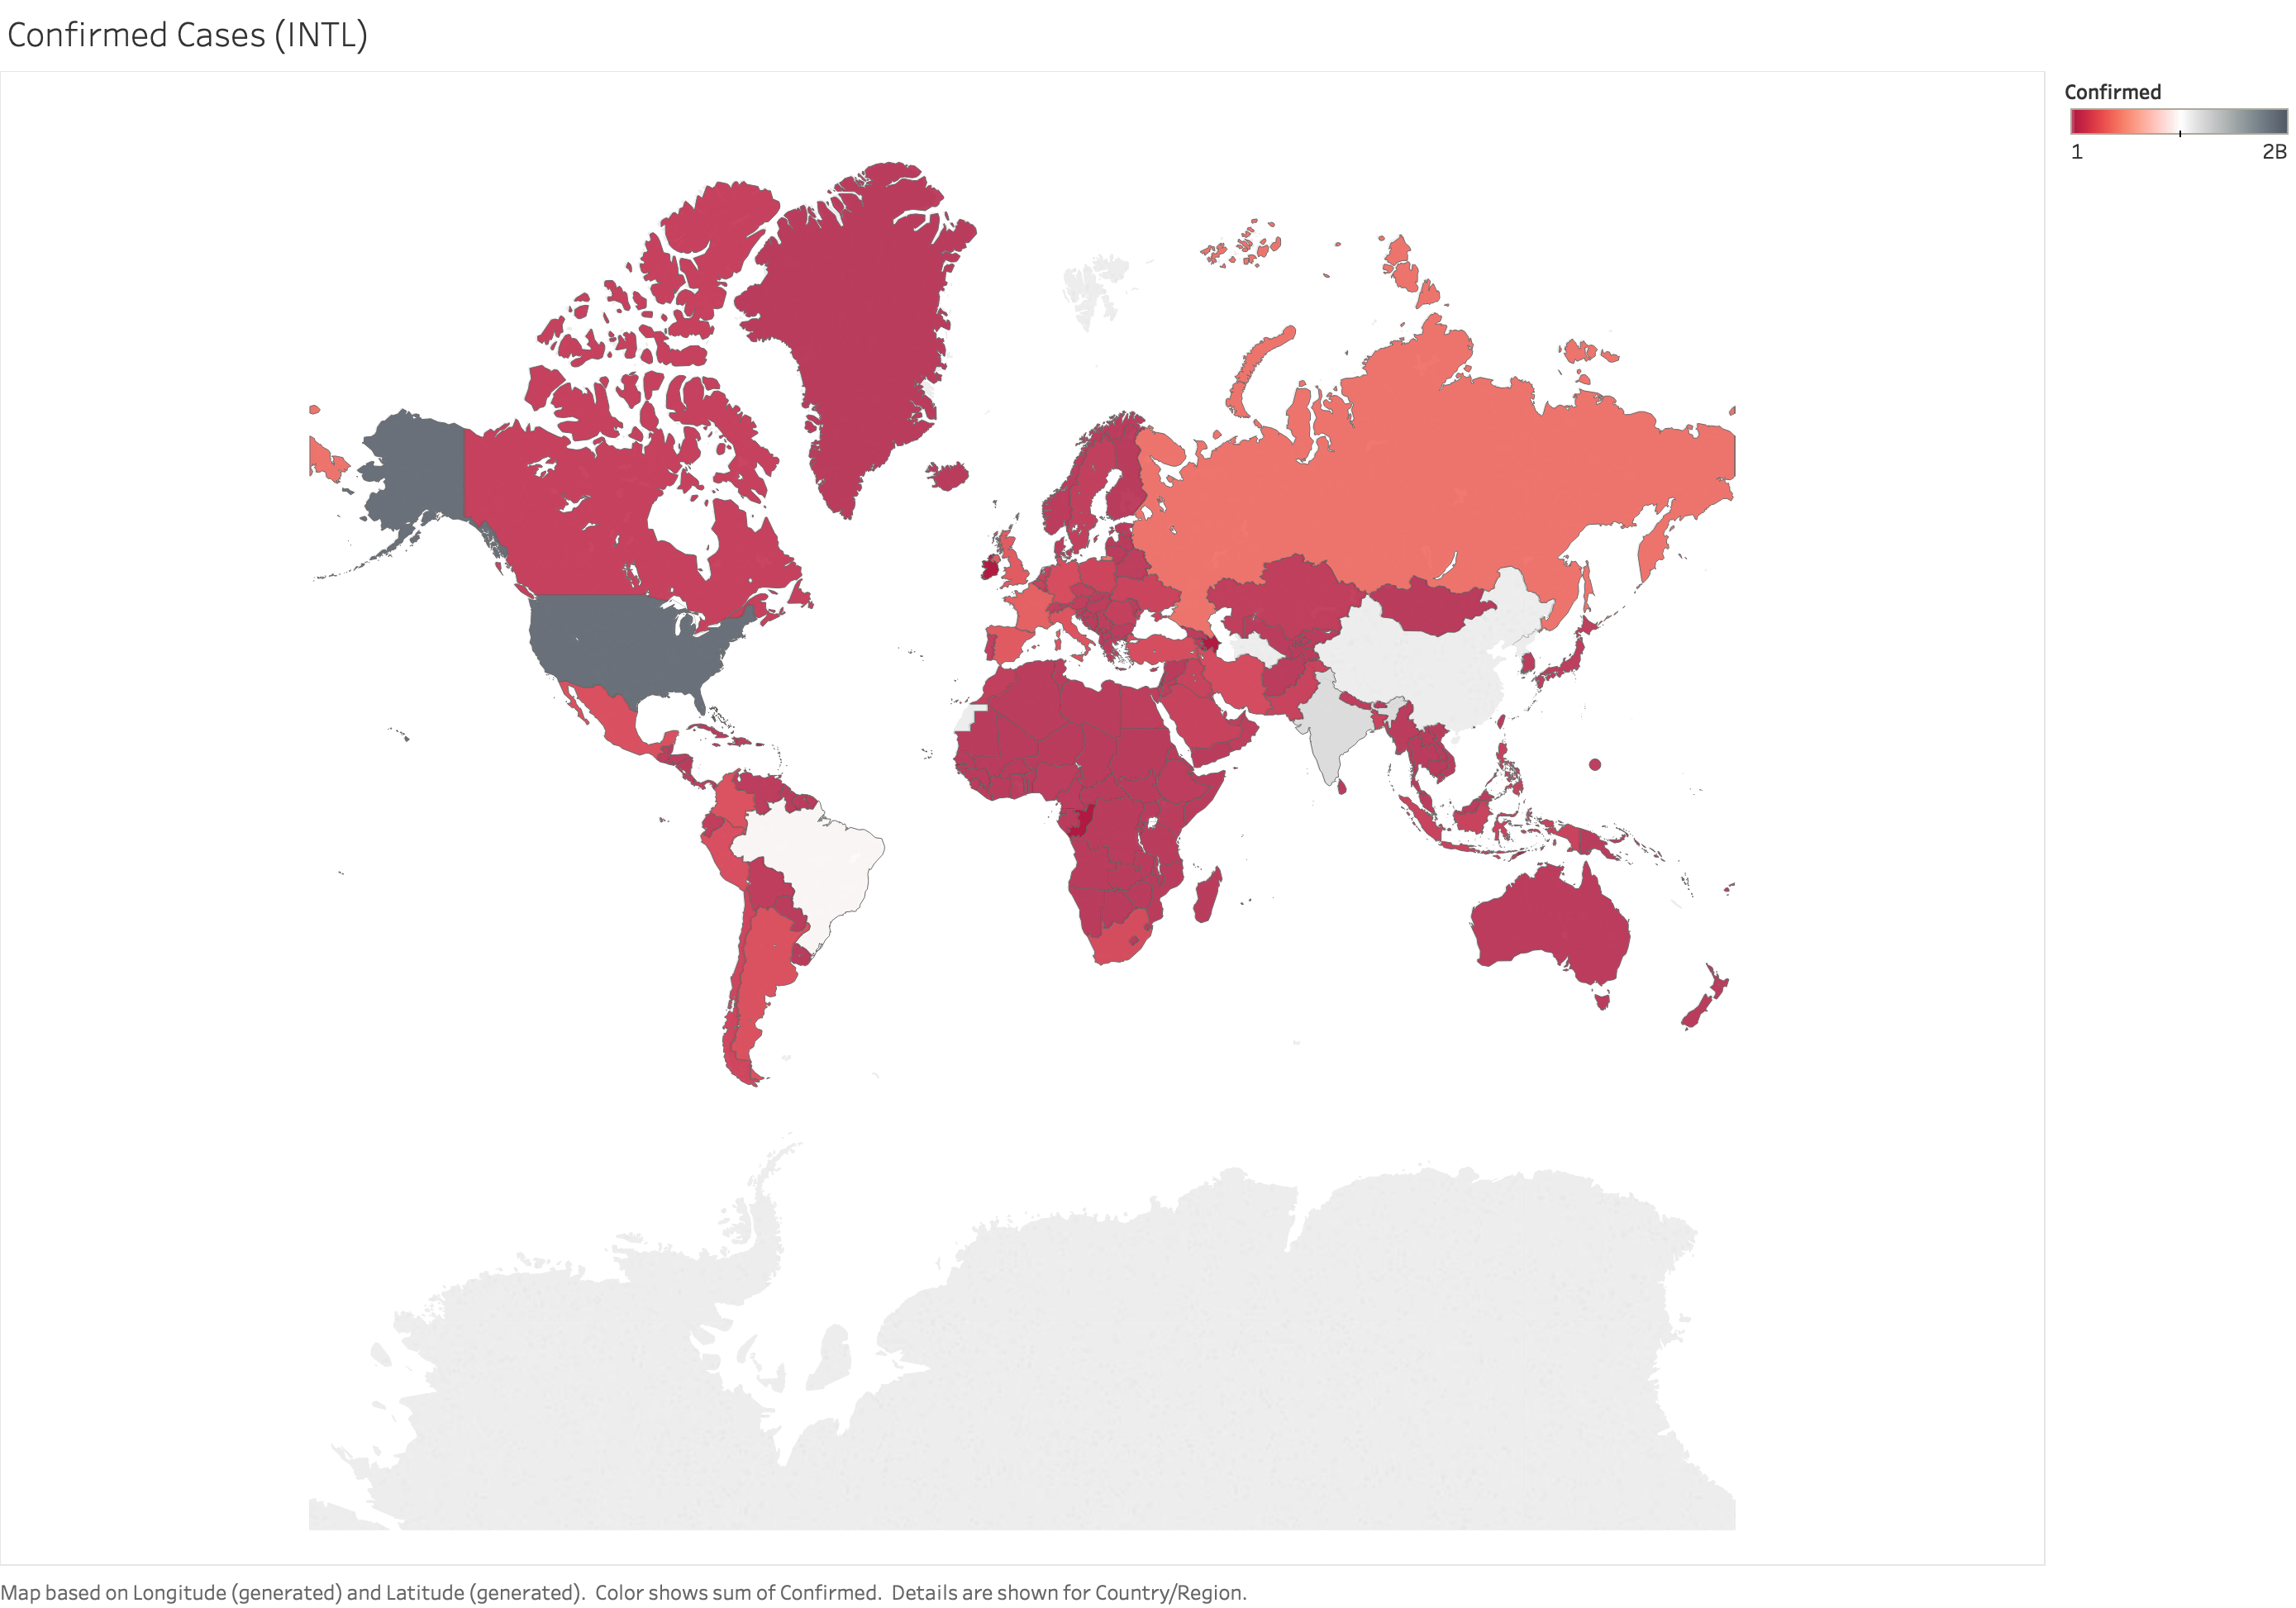 Confirmed Cases (INTL)
Confirmed
1 2B
Map based on Longitude (generated) and Latitude (generated). Color shows sum of Confirmed. Details are shown for Country/Region.